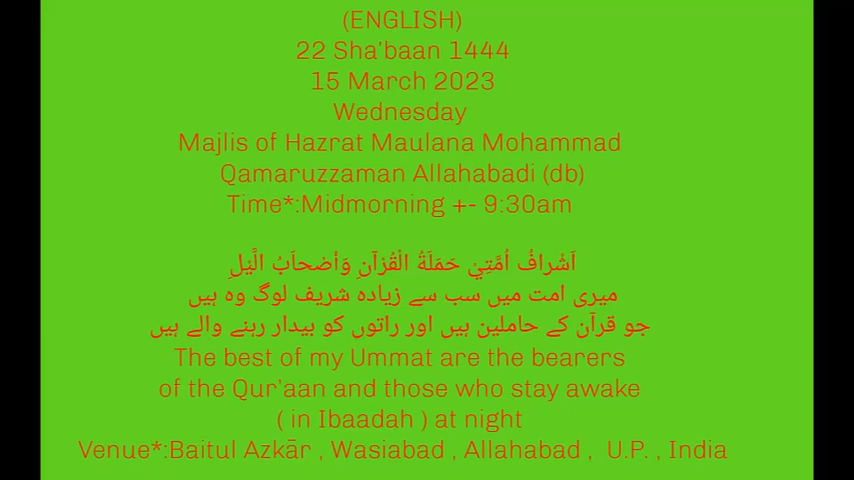 (ENGLISH)
22 Sha'baan 1444
15 March 2023
Wednesday
Majlis of Hazrat Maulana Mohammad
Qamaruzzaman Allahabadi (db)
Time*:Midmorning +- 9:30am
اَشْرافُ اُمَّتِيْ حَمَلَةُ الْقُرْآنِ وَأصْحاَبُ الَّيْلِ
میری امت میں سب سے زیادہ شریف لوگ وہ ہیں
جو قرآن کے حاملین ہیں اور راتوں کو بیدار رہنے والے ہیں
The best of my Ummat are the bearers
of the Qur'aan and those who stay awake
( in Ibaadah ) at night
Venue*:Baitul Azkār , Wasiabad , Allahabad ,  U.P. , India